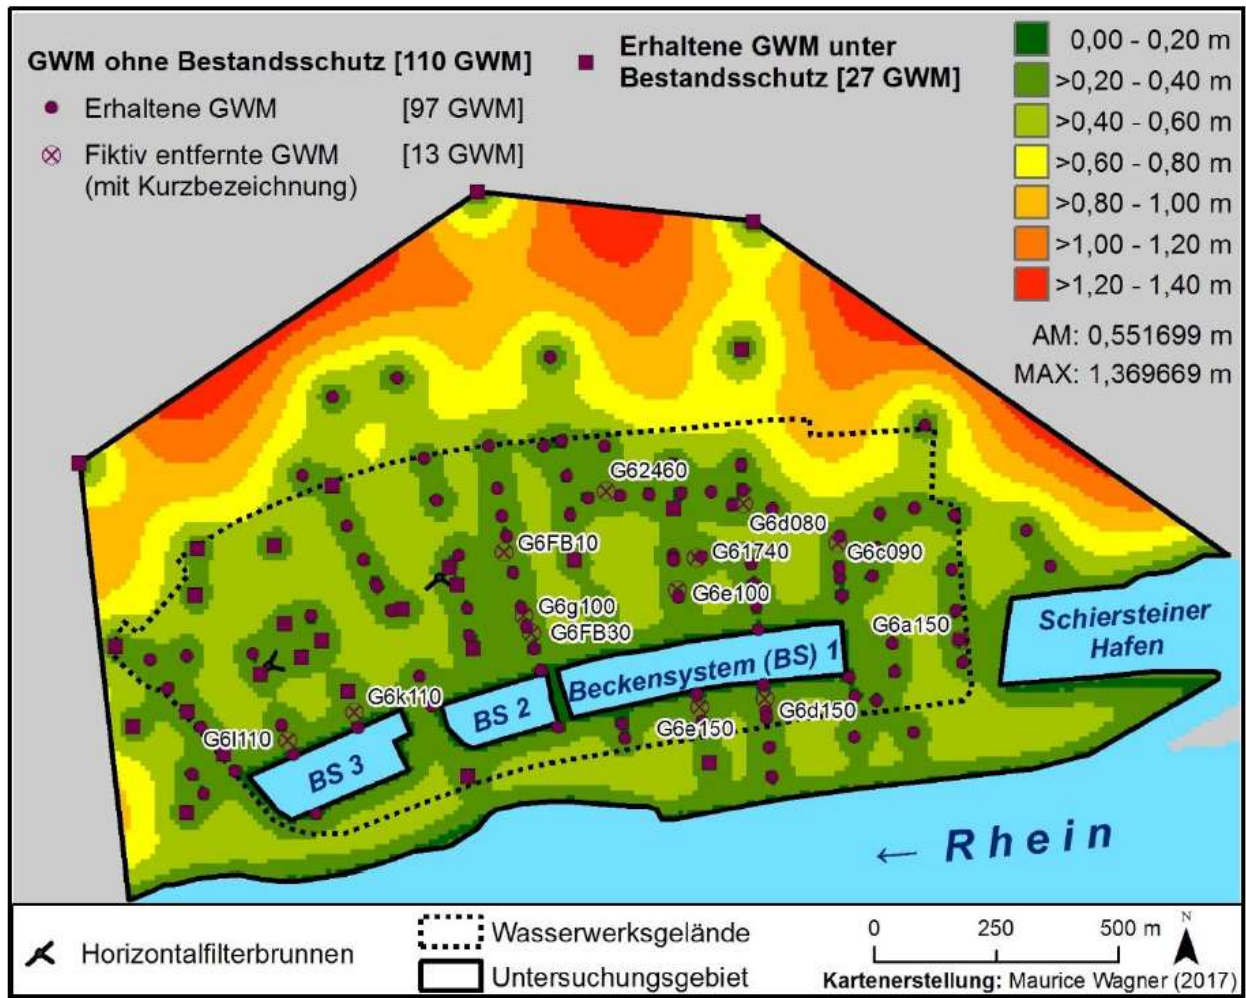 GWM ohne Bestandsschutz [110 GWM]
Erhaltene GWM [97 GWM]
Fiktiv entfernte GWM [13 GWM]
(mit Kurzbezeichnung)
Erhaltene GWM unter
Bestandsschutz [27 GWM]
0,00 - 0,20 m
>0,20 - 0,40 m
>0,40 - 0,60 m
>0,60 - 0,80 m
>0,80 - 1,00 m
>1,00 - 1,20 m
>1,20 - 1,40 m
AM: 0,551699 m
MAX: 1,369669 m
G62460
G6d080
G6FB10
G61740
G6c090
G6e100
G6g100
G6FB30
G6a150
G6k110
G6l110
G6e150
G6d150
Schiersteiner
Hafen
Beckensystem (BS) 1
BS 2
BS 3
← Rhein
Horizontalfilterbrunnen
Wasserwerksgelände
Untersuchungsgebiet
0 250 500 m
N
Kartenerstellung: Maurice Wagner (2017)